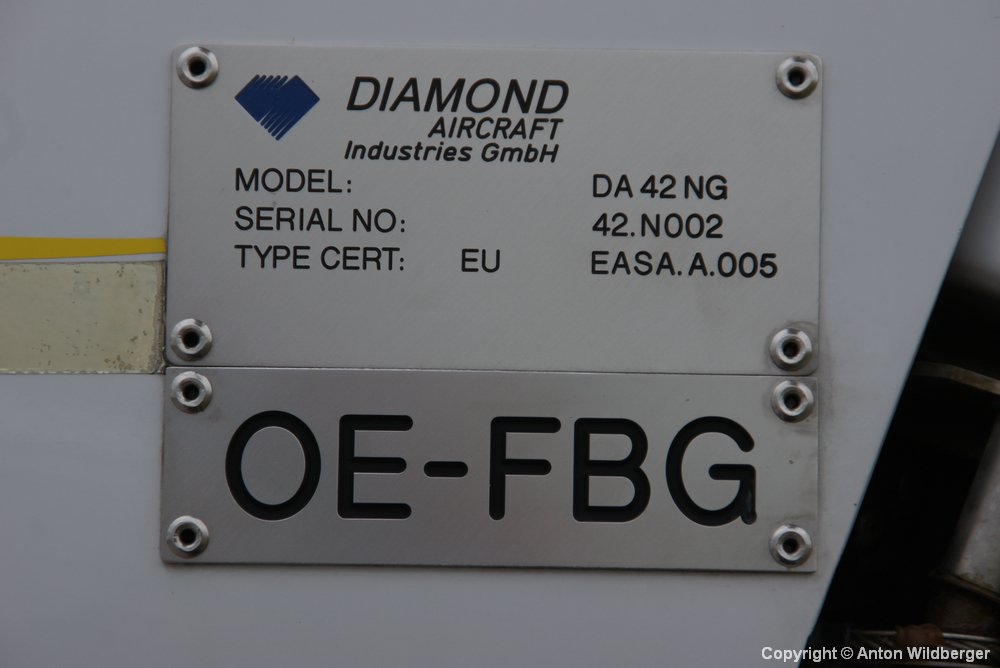 DIAMOND
AIRCRAFT
Industries GmbH
MODEL: DA 42 NG
SERIAL NO: 42.N002
TYPE CERT: EU EASA.A.005
OE-FBG
Copyright © Anton Wildberger